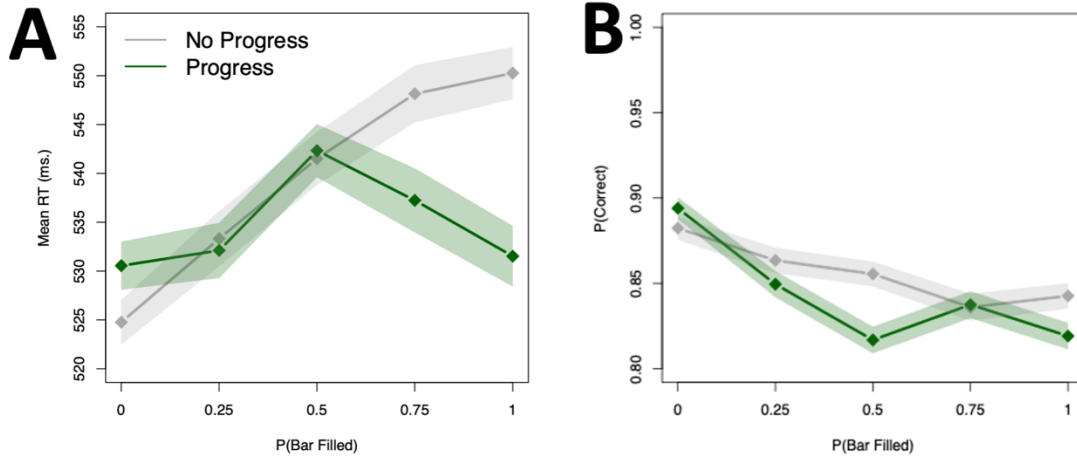 A
No Progress
Progress
Mean RT (ms.)
555
550
545
540
535
530
525
520
0 0.25 0.5 0.75 1
P(Bar Filled)
B
P(Correct)
1.00
0.95
0.90
0.85
0.80
0 0.25 0.5 0.75 1
P(Bar Filled)